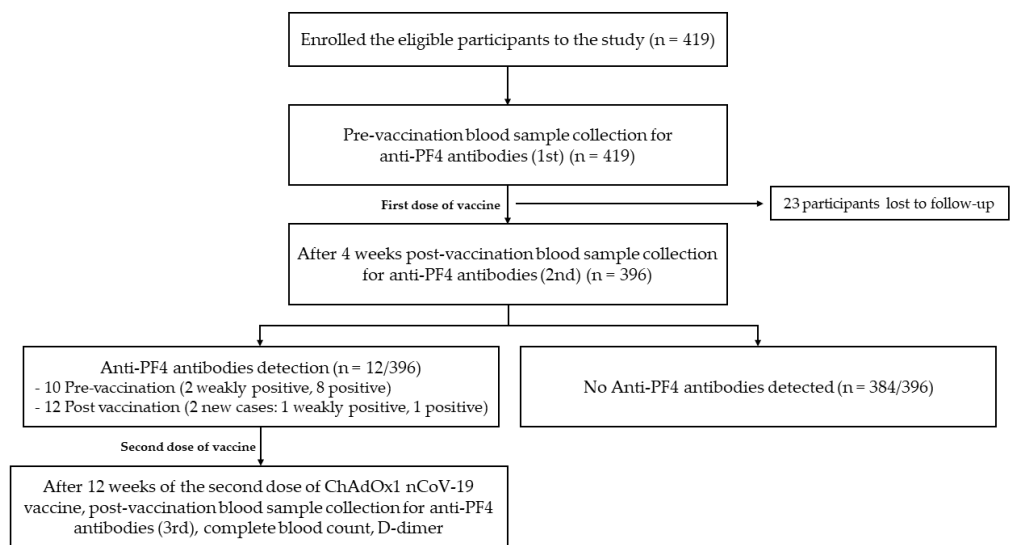 Enrolled the eligible participants to the study (n = 419)
Pre-vaccination blood sample collection for
anti-PF4 antibodies (1st) (n = 419)
First dose of vaccine
23 participants lost to follow-up
After 4 weeks post-vaccination blood sample collection
for anti-PF4 antibodies (2nd) (n = 396)
Anti-PF4 antibodies detection (n = 12/396)
- 10 Pre-vaccination (2 weakly positive, 8 positive)
- 12 Post vaccination (2 new cases: 1 weakly positive, 1 positive)
No Anti-PF4 antibodies detected (n = 384/396)
Second dose of vaccine
After 12 weeks of the second dose of ChAdOx1 nCoV-19
vaccine, post-vaccination blood sample collection for anti-PF4
antibodies (3rd), complete blood count, D-dimer